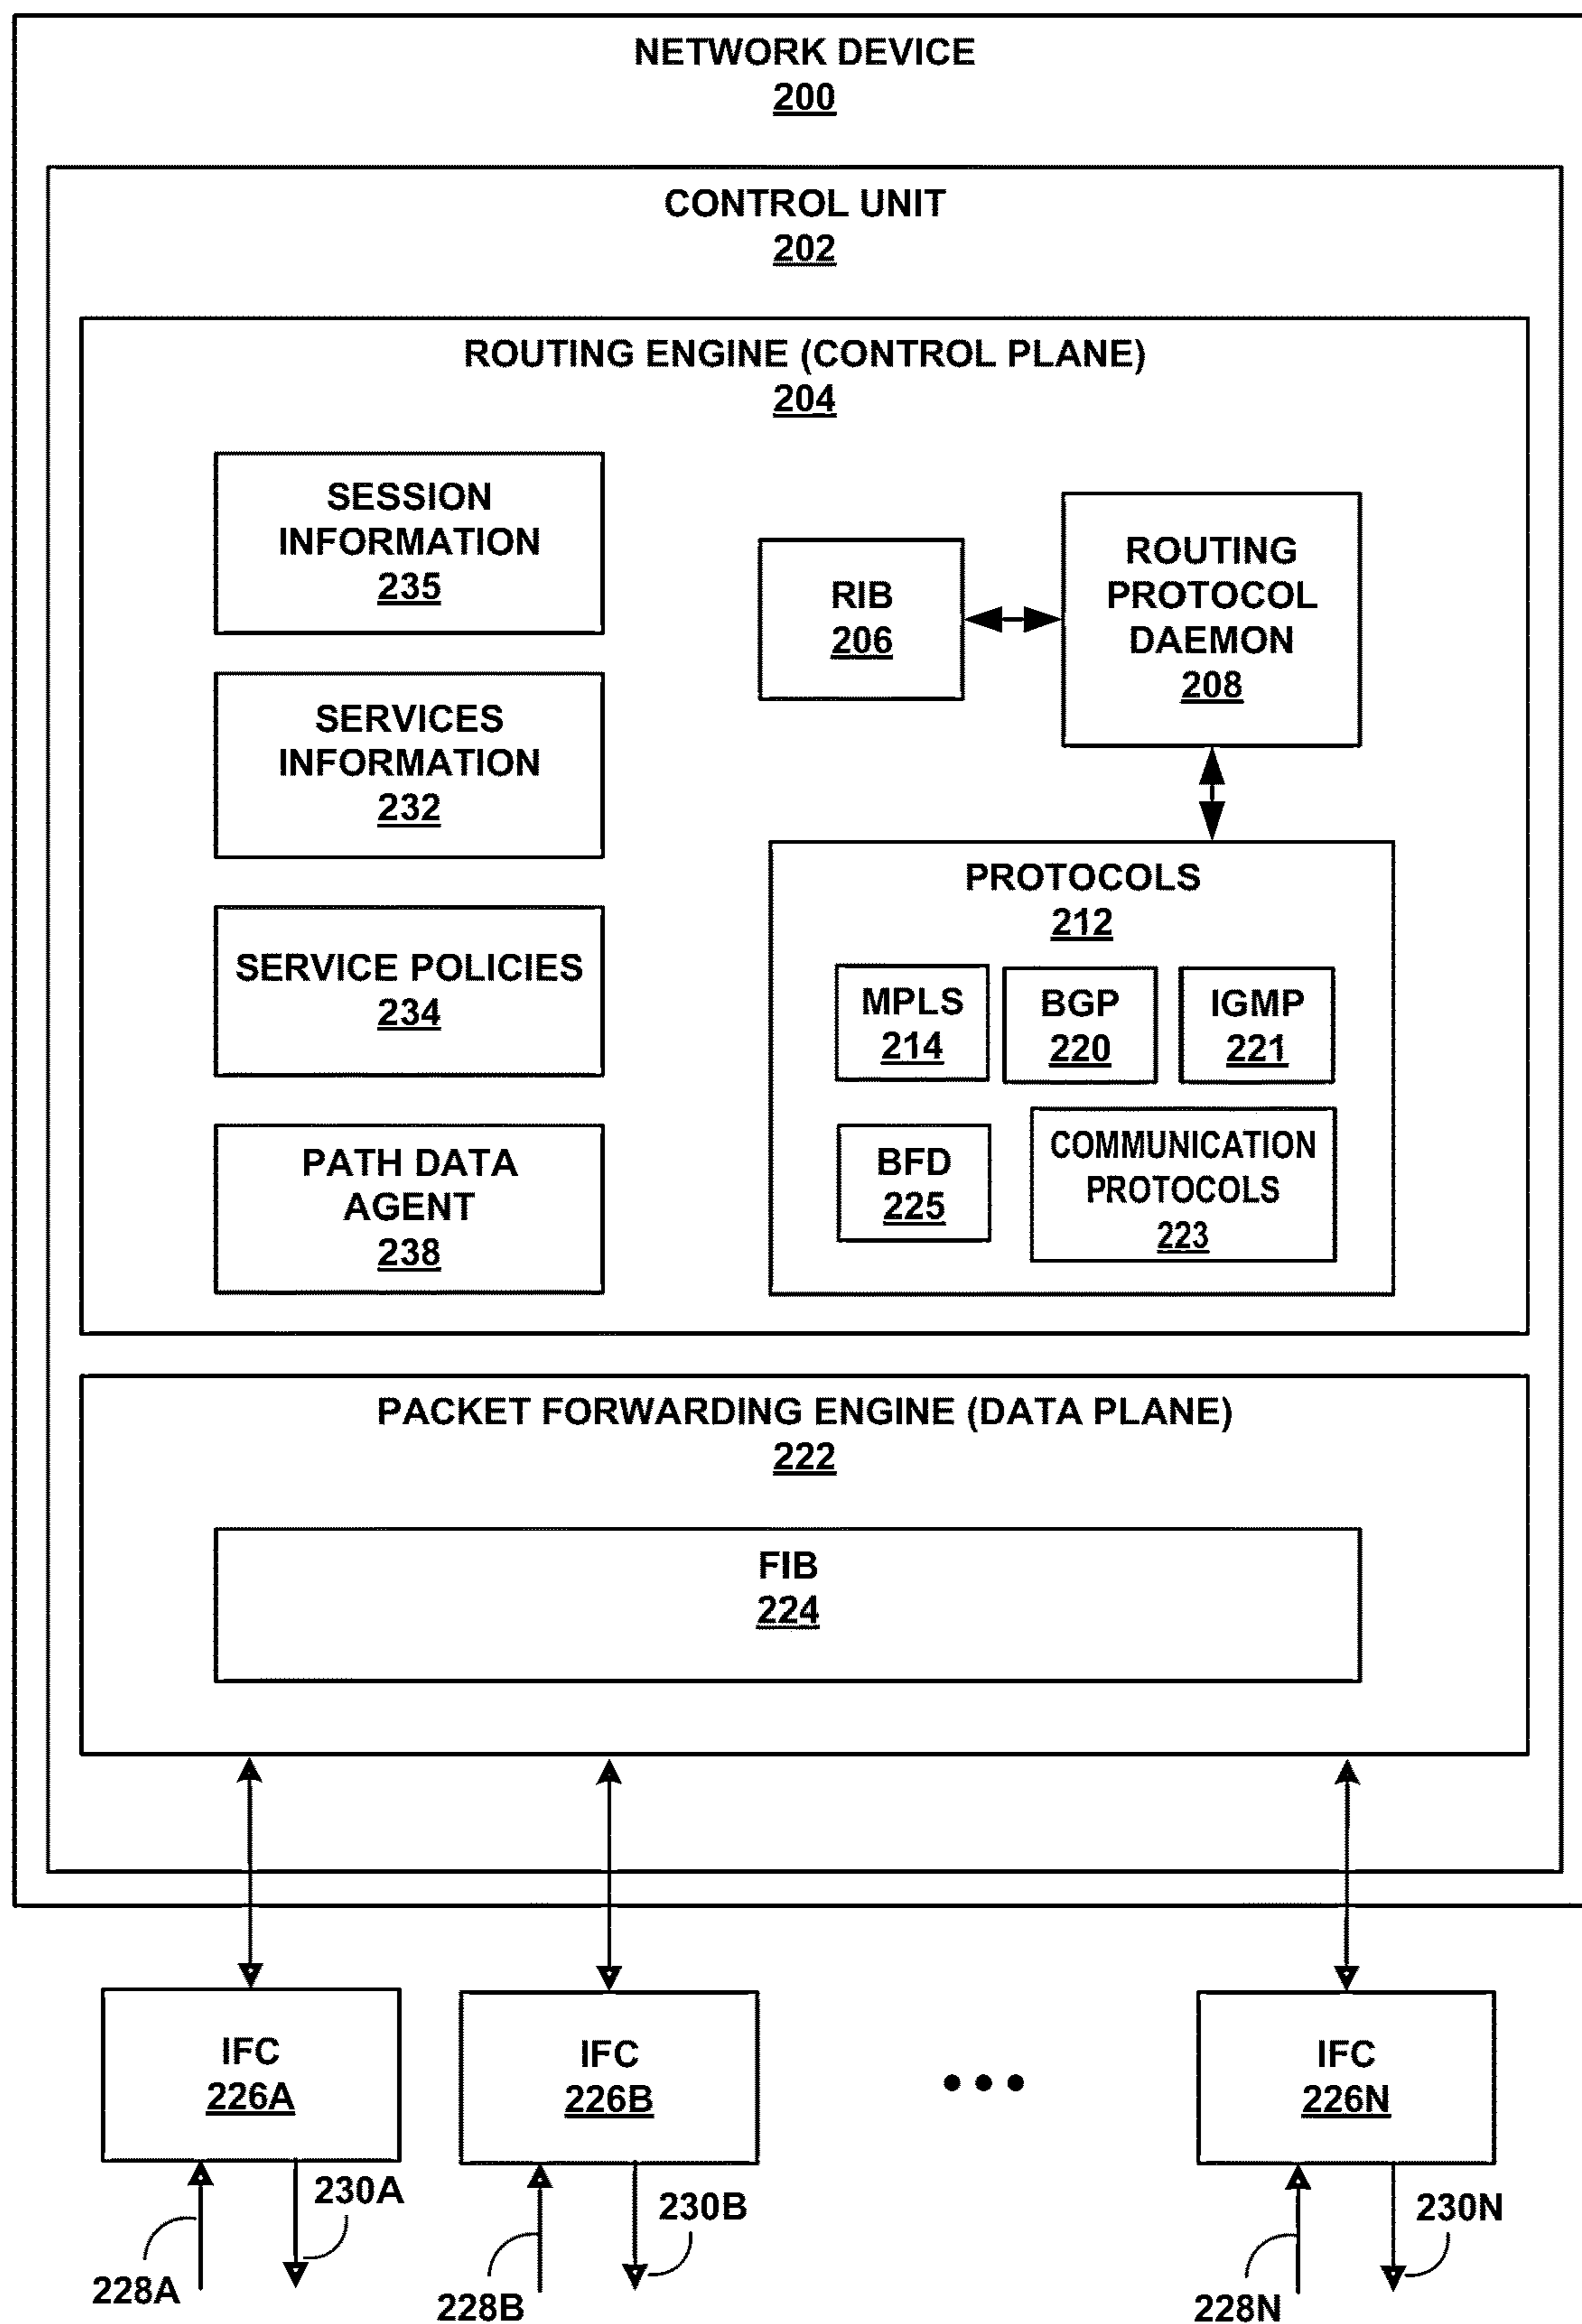 NETWORK DEVICE
200
CONTROL UNIT
202
ROUTING ENGINE (CONTROL PLANE)
204
SESSION
INFORMATION
235
SERVICES
INFORMATION
232
SERVICE POLICIES
234
PATH DATA
AGENT
238
RIB
206
ROUTING
PROTOCOL
DAEMON
208
PROTOCOLS
212
MPLS
214
BGP
220
IGMP
221
BFD
225
COMMUNICATION
PROTOCOLS
223
PACKET FORWARDING ENGINE (DATA PLANE)
222
FIB
224
IFC
226A
IFC
226B
IFC
226N
230A
228A
230B
228B
230N
228N